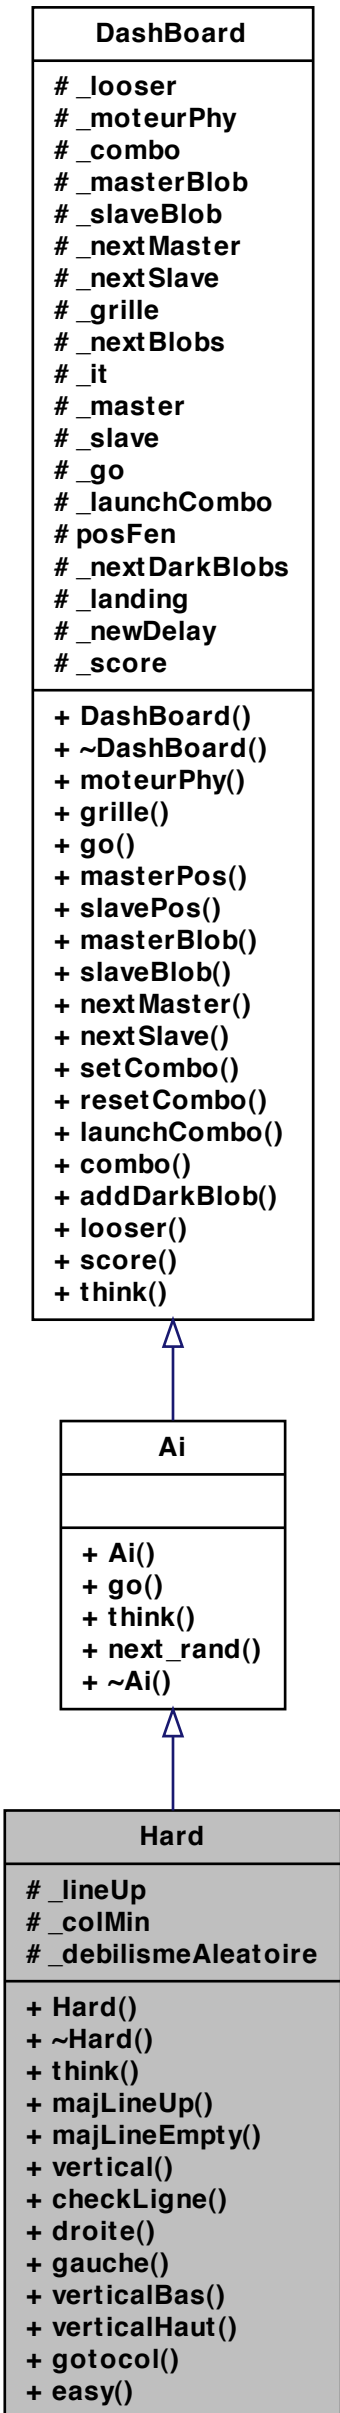 DashBoard
# _looser
# _moteurPhy
# _combo
# _masterBlob
# _slaveBlob
# _nextMaster
# _nextSlave
# _grille
# _nextBlobs
# _it
# _master
# _slave
# _go
# _launchCombo
# posFen
# _nextDarkBlobs
# _landing
# _newDelay
# _score
+ DashBoard()
+ ~DashBoard()
+ moteurPhy()
+ grille()
+ go()
+ masterPos()
+ slavePos()
+ masterBlob()
+ slaveBlob()
+ nextMaster()
+ nextSlave()
+ setCombo()
+ resetCombo()
+ launchCombo()
+ combo()
+ addDarkBlob()
+ looser()
+ score()
+ think()
Ai
+ Ai()
+ go()
+ think()
+ next_rand()
+ ~Ai()
Hard
# _lineUp
# _colMin
# _debilismeAleatoire
+ Hard()
+ ~Hard()
+ think()
+ majLineUp()
+ majLineEmpty()
+ vertical()
+ checkLigne()
+ droite()
+ gauche()
+ verticalBas()
+ verticalHaut()
+ gotocol()
+ easy()